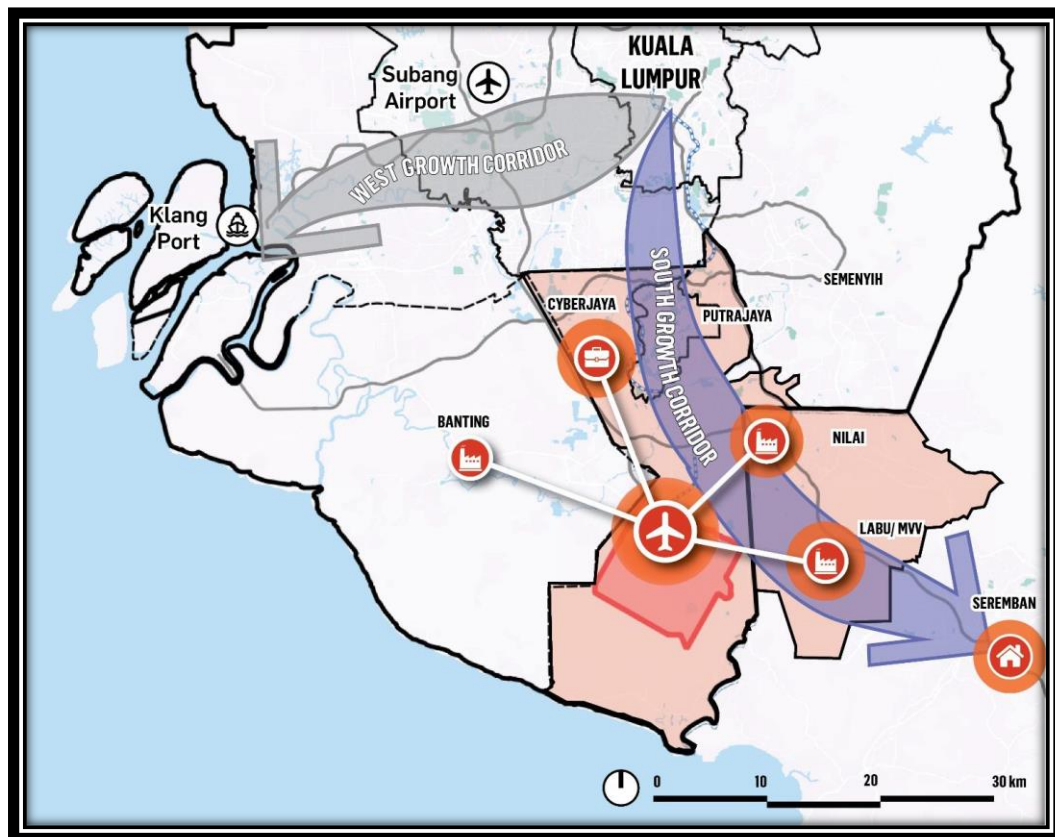 KUALA
LUMPUR
Subang
Airport
WEST GROWTH CORRIDOR
Klang
Port
SOUTH GROWTH CORRIDOR
SEMENYIH
CYBERJAYA
PUTRAJAYA
BANTING
NILAI
LABU/ MVV
SEREMBAN
0 10 20 30 km